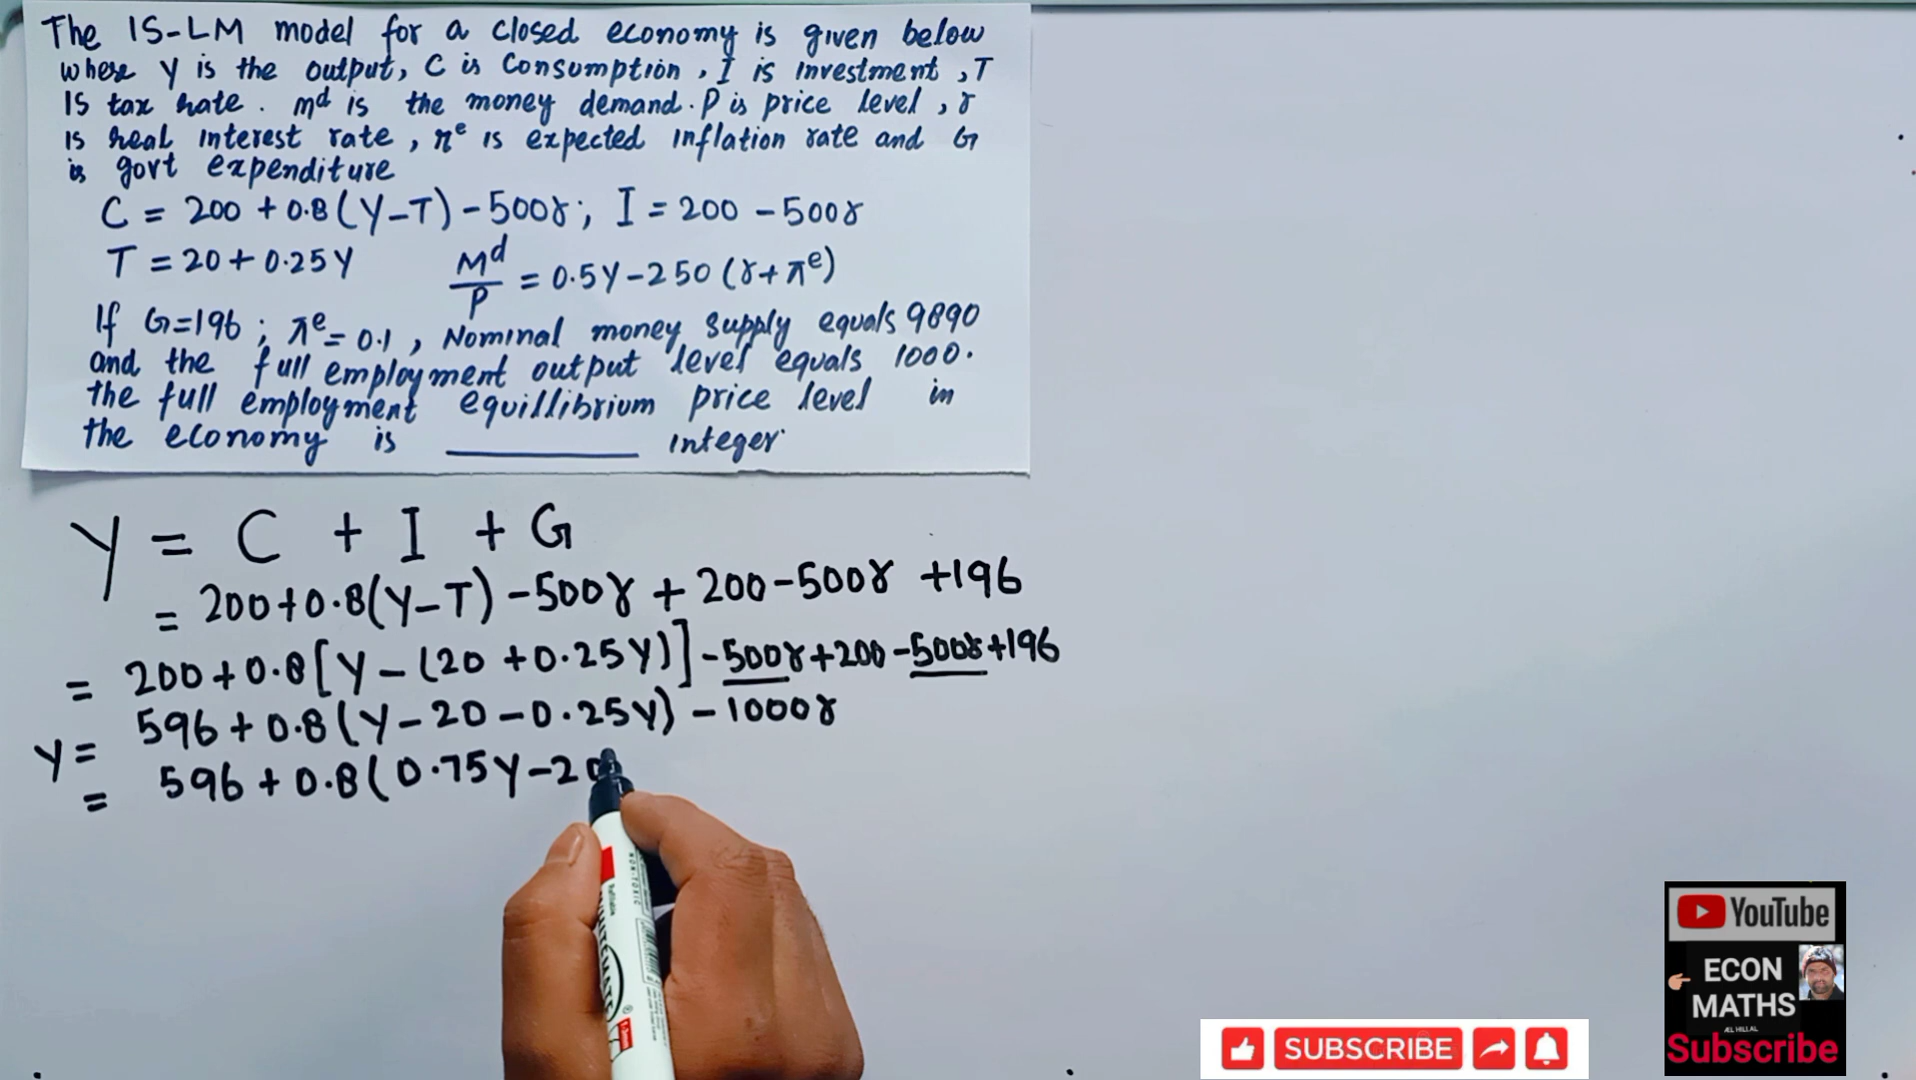 The IS-LM model for a closed economy is given below
where Y is the output, C is consumption, I is investment, T
is tax rate. Md is the money demand. P is price level, r
is real interest rate, πe is expected inflation rate and G
is govt expenditure
C = 200 + 0.8(Y-T) - 500r; I = 200 - 500r
T = 20 + 0.25Y   M^d/P = 0.5Y - 250 (r + π^e)
If G=196; π^e = 0.1, Nominal money supply equals 9890
and the full employment output level equals 1000.
the full employment equillibrium price level in
the economy is ________ integer.
Y = C + I + G
= 200+0.8(Y-T) -500r + 200-500r +196
= 200+0.8[Y-(20+0.25Y)] -500r+200-500r+196
Y = 596+0.8(Y-20-0.25Y) -1000r
= 596+0.8(0.75Y-20
NON-TOXIC
YouTube
ECON
MATHS
Subscribe
SUBSCRIBE